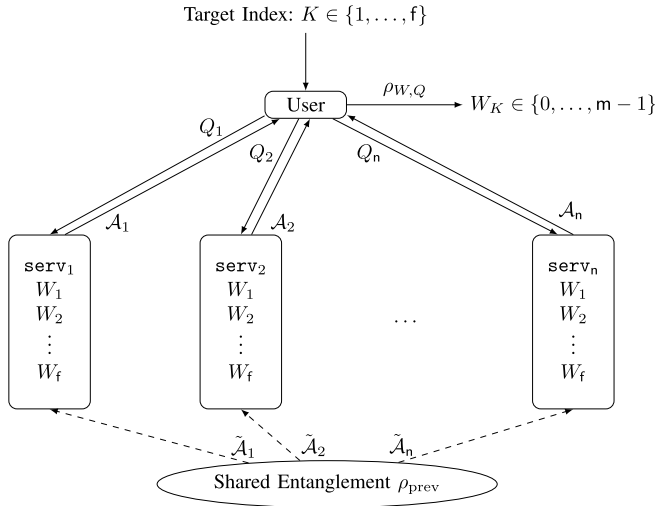 Target Index: K ∈ {1, . . . , f}
User
ρ_{W,Q}
W_K ∈ {0, . . . , m − 1}
Q_1
Q_2
Q_n
𝒜_1
𝒜_2
𝒜_n
serv_1
W_1
W_2
⋮
W_f
serv_2
W_1
W_2
⋮
W_f
. . .
serv_n
W_1
W_2
⋮
W_f
𝒜̃_1
𝒜̃_2
𝒜̃_n
Shared Entanglement ρ_prev